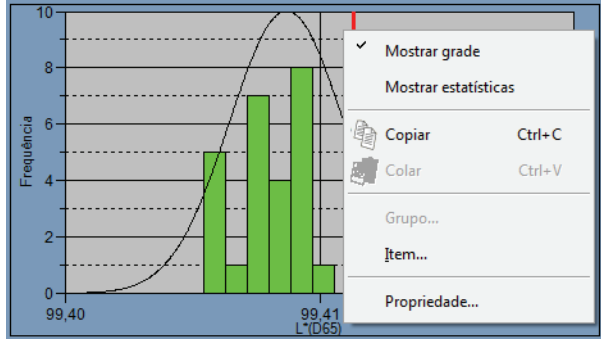 10
8
6
4
2
0
Frequência
99,40
99,41
L*(D65)
Mostrar grade
Mostrar estatísticas
Copiar Ctrl+C
Colar Ctrl+V
Grupo...
Item...
Propriedade...